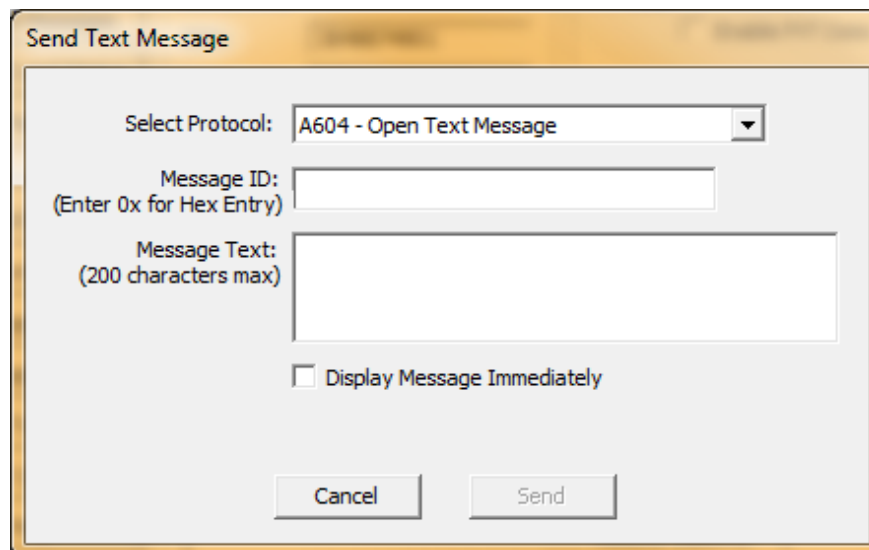 Send Text Message
Select Protocol: A604 - Open Text Message
Message ID:
(Enter 0x for Hex Entry)
Message Text:
(200 characters max)
Display Message Immediately
Cancel Send